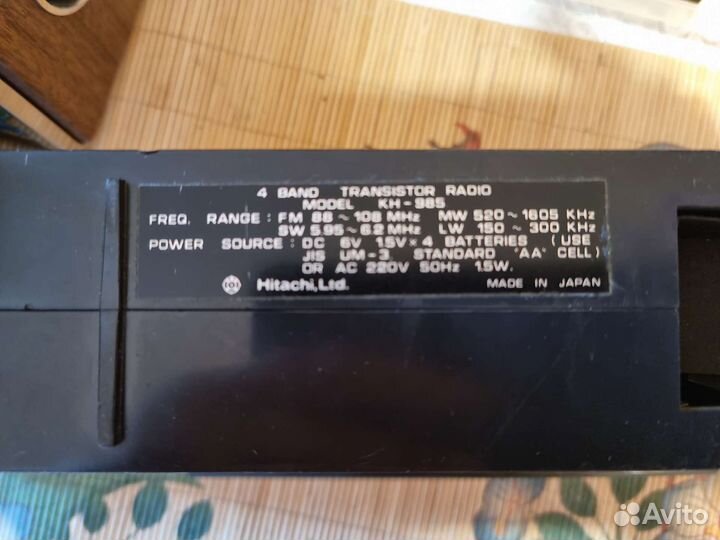 4 BAND TRANSISTOR RADIO
MODEL KH-985
FREQ. RANGE : FM 88 ~ 108 MHz MW 520 ~ 1605 KHz
SW 5.95 ~ 6.2 MHz LW 150 ~ 300 KHz
POWER SOURCE : DC 6V 1.5V × 4 BATTERIES (USE
JIS UM-3, STANDARD "AA" CELL)
OR AC 220V 50Hz 1.5W.
Hitachi, Ltd. MADE IN JAPAN
Avito